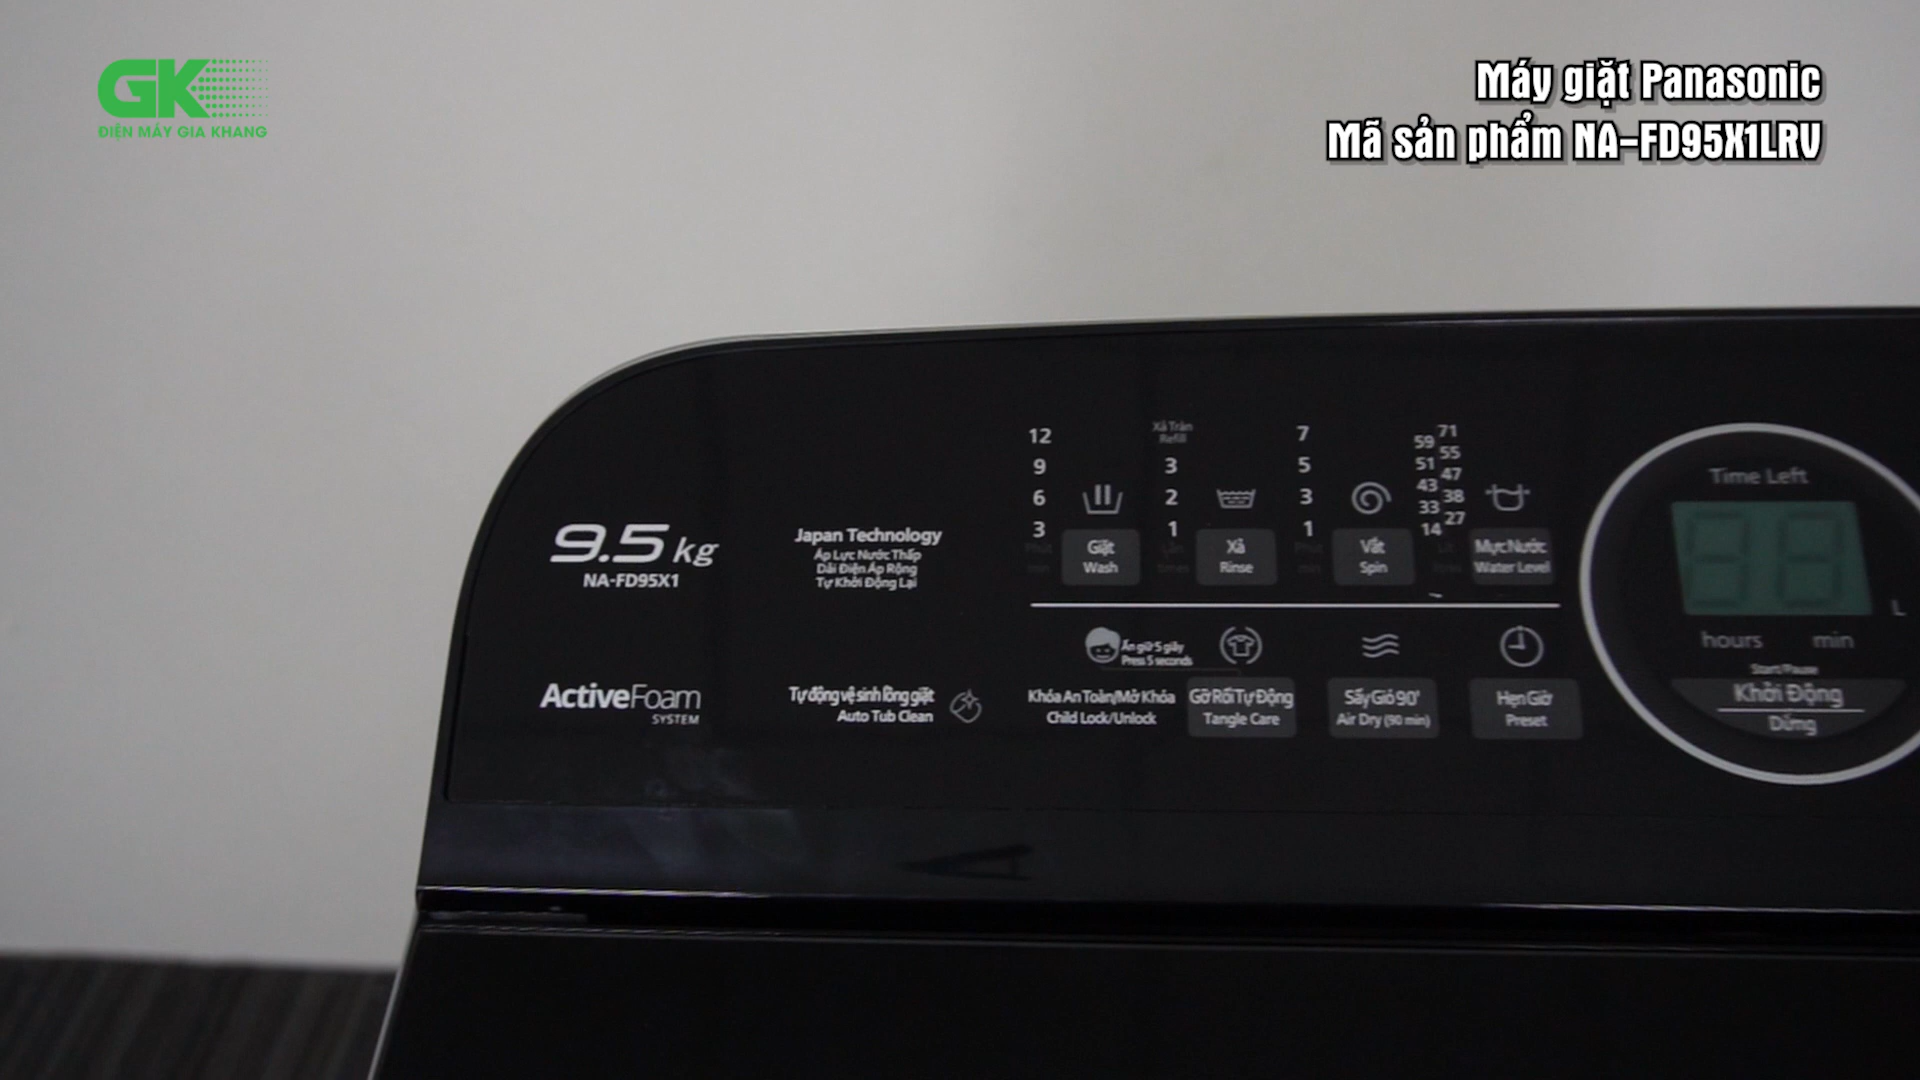 GK
ĐIỆN MÁY GIA KHANG
Máy giặt Panasonic
Mã sản phẩm NA-FD95X1LRV
9.5 kg
NA-FD95X1
Japan Technology
Áp Lực Nước Thấp
Dải Điện Áp Rộng
Tự Khởi Động Lại
12
9
6
3
Giặt
Wash
Xả Tràn
Refill
3
2
1
Xả
Rinse
7
5
3
1
Vắt
Spin
71
59
55
51
47
43
38
33
27
14
Mực Nước
Water Level
Time Left
L
hours min
Start/Pause
Khởi Động
Dừng
ActiveFoam
SYSTEM
Tự động vệ sinh lồng giặt
Auto Tub Clean
Ấn giữ 5 giây
Press 5 seconds
Khóa An Toàn/Mở Khóa
Child Lock/Unlock
Gỡ Rối Tự Động
Tangle Care
Sấy Gió 90'
Air Dry (90 min)
Hẹn Giờ
Preset